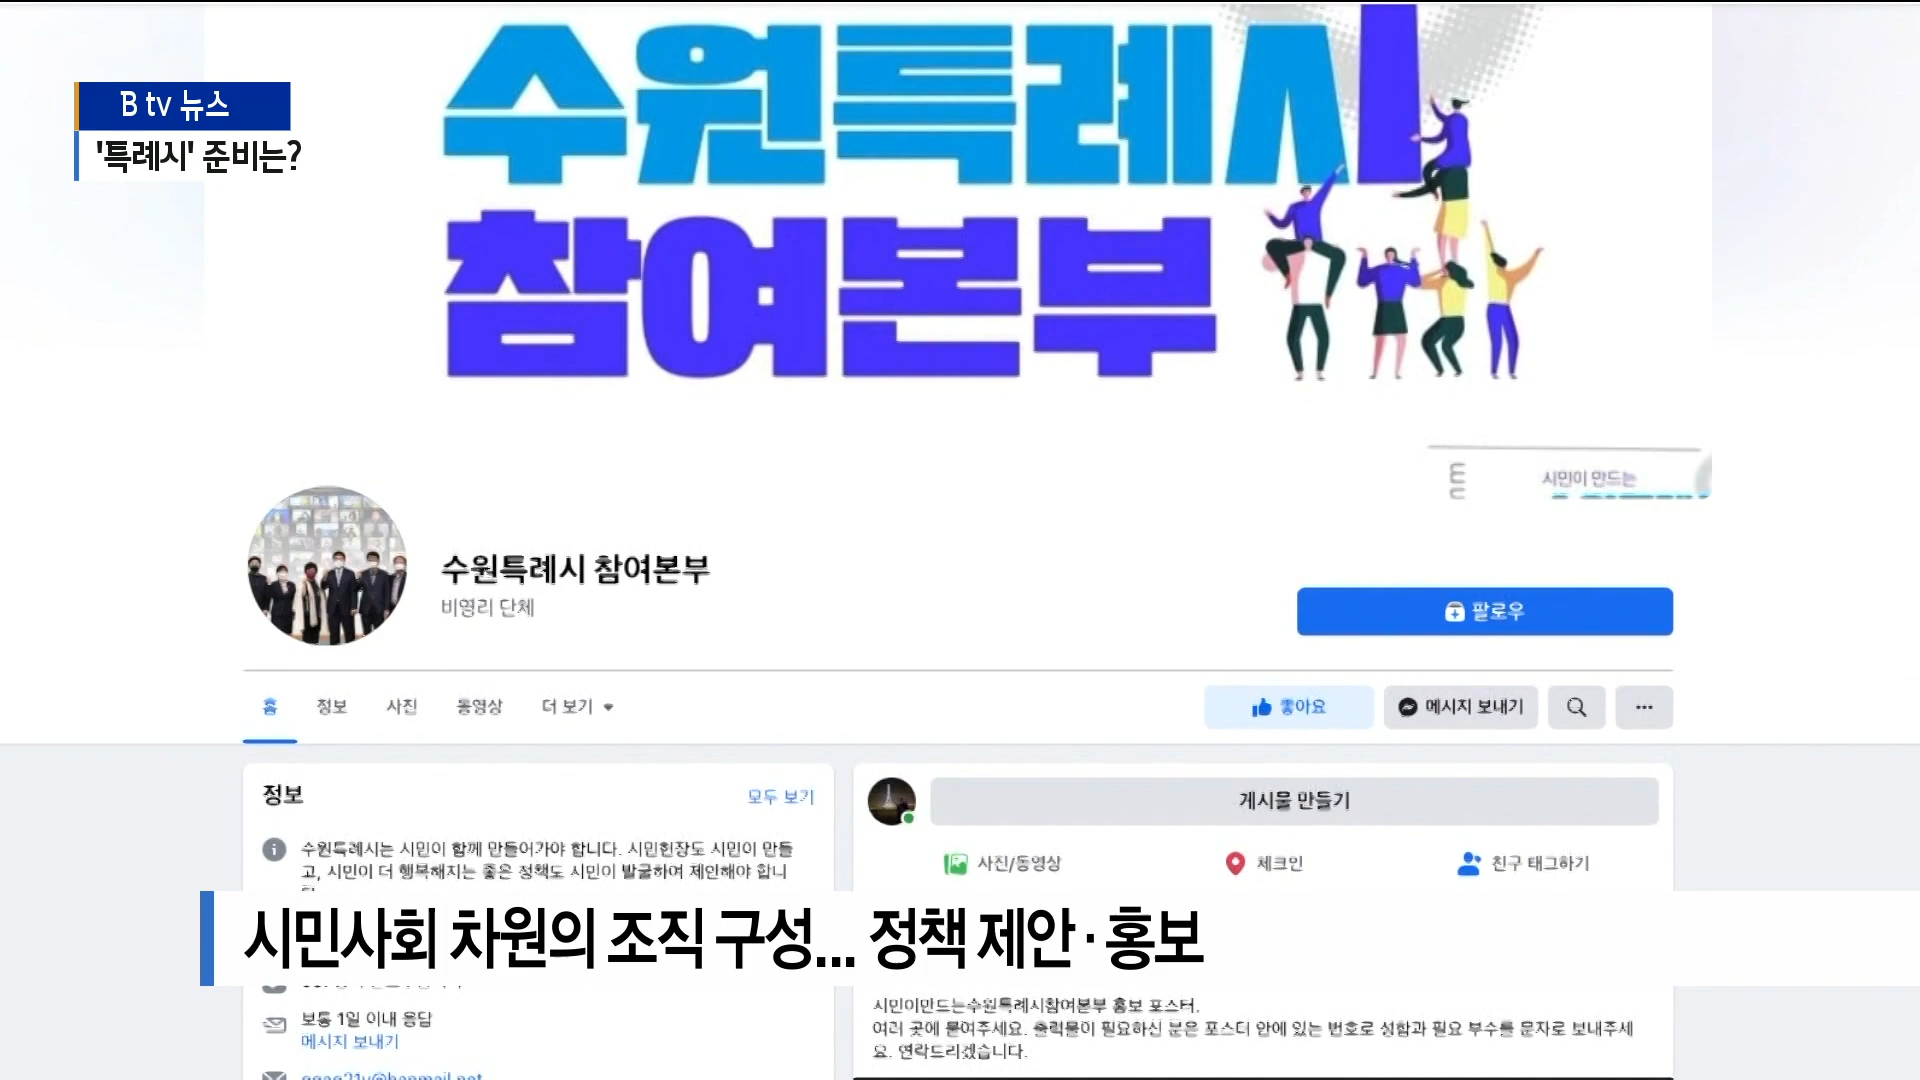 B tv 뉴스
'특례시' 준비는?
수원특례시
참여본부
시민이 만드는
수원특례시 참여본부
비영리 단체
팔로우
홈 정보 사진 동영상 더 보기
좋아요 메시지 보내기 ...
정보 모두 보기
수원특례시는 시민이 함께 만들어가야 합니다. 시민헌장도 시민이 만들
고, 시민이 더 행복해지는 좋은 정책도 시민이 발굴하여 제안해야 합니
게시물 만들기
사진/동영상 체크인 친구 태그하기
시민사회 차원의 조직 구성... 정책 제안·홍보
보통 1일 이내 응답
메시지 보내기
시민이만드는수원특례시참여본부 홍보 포스터.
여러 곳에 붙여주세요. 출력물이 필요하신 분은 포스터 안에 있는 번호로 성함과 필요 부수를 문자로 보내주세
요. 연락드리겠습니다.